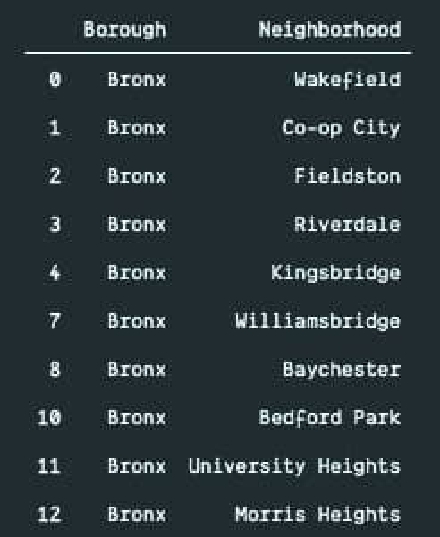 Borough Neighborhood
0 Bronx Wakefield
1 Bronx Co-op City
2 Bronx Fieldston
3 Bronx Riverdale
4 Bronx Kingsbridge
7 Bronx Williamsbridge
8 Bronx Baychester
10 Bronx Bedford Park
11 Bronx University Heights
12 Bronx Morris Heights